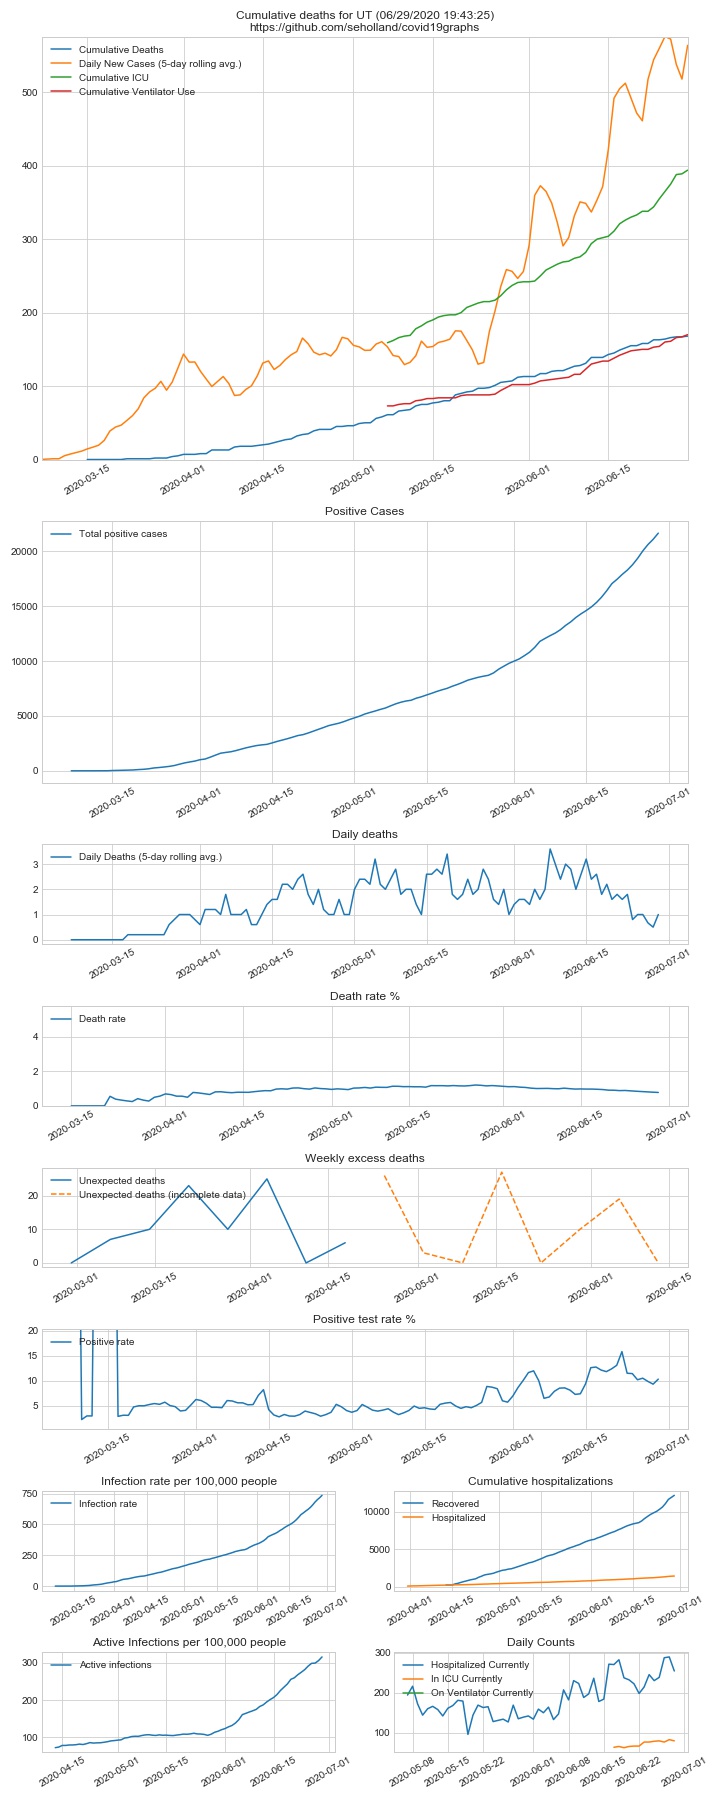 Cumulative deaths for UT (06/29/2020 19:43:25)
https://github.com/seholland/covid19graphs
Cumulative Deaths
Daily New Cases (5-day rolling avg.)
Cumulative ICU
Cumulative Ventilator Use
500
400
300
200
100
0
2020-03-15 2020-04-01 2020-04-15 2020-05-01 2020-05-15 2020-06-01 2020-06-15
Positive Cases
Total positive cases
20000
15000
10000
5000
0
2020-03-15 2020-04-01 2020-04-15 2020-05-01 2020-05-15 2020-06-01 2020-06-15 2020-07-01
Daily deaths
Daily Deaths (5-day rolling avg.)
3
2
1
0
2020-03-15 2020-04-01 2020-04-15 2020-05-01 2020-05-15 2020-06-01 2020-06-15 2020-07-01
Death rate %
Death rate
4
2
0
2020-03-15 2020-04-01 2020-04-15 2020-05-01 2020-05-15 2020-06-01 2020-06-15 2020-07-01
Weekly excess deaths
Unexpected deaths
Unexpected deaths (incomplete data)
20
10
0
2020-03-01 2020-03-15 2020-04-01 2020-04-15 2020-05-01 2020-05-15 2020-06-01 2020-06-15
Positive test rate %
Positive rate
20
15
10
5
2020-03-15 2020-04-01 2020-04-15 2020-05-01 2020-05-15 2020-06-01 2020-06-15 2020-07-01
Infection rate per 100,000 people
Infection rate
750
500
250
0
2020-03-15 2020-04-01 2020-04-15 2020-05-01 2020-05-15 2020-06-01 2020-06-15 2020-07-01
Cumulative hospitalizations
Recovered
Hospitalized
10000
5000
0
2020-04-01 2020-04-15 2020-05-01 2020-05-15 2020-06-01 2020-06-15 2020-07-01
Active Infections per 100,000 people
Active infections
300
200
100
2020-04-15 2020-05-01 2020-05-15 2020-06-01 2020-06-15 2020-07-01
Daily Counts
Hospitalized Currently
In ICU Currently
On Ventilator Currently
300
200
100
2020-05-08 2020-05-15 2020-05-22 2020-06-01 2020-06-08 2020-06-15 2020-06-22 2020-07-01